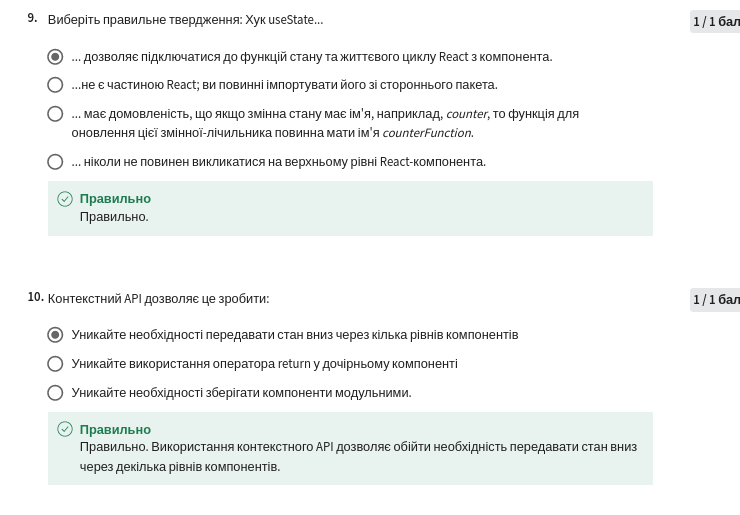 9. Виберіть правильне твердження: Хук useState...
1 / 1 бал
... дозволяє підключатися до функцій стану та життєвого циклу React з компонента.
...не є частиною React; ви повинні імпортувати його зі стороннього пакета.
... має домовленість, що якщо змінна стану має ім'я, наприклад, counter, то функція для
оновлення цієї змінної-лічильника повинна мати ім'я counterFunction.
... ніколи не повинен викликатися на верхньому рівні React-компонента.
Правильно
Правильно.
10. Контекстний API дозволяє це зробити:
1 / 1 бал
Уникайте необхідності передавати стан вниз через кілька рівнів компонентів
Уникайте використання оператора return у дочірньому компоненті
Уникайте необхідності зберігати компоненти модульними.
Правильно
Правильно. Використання контекстного API дозволяє обійти необхідність передавати стан вниз
через декілька рівнів компонентів.